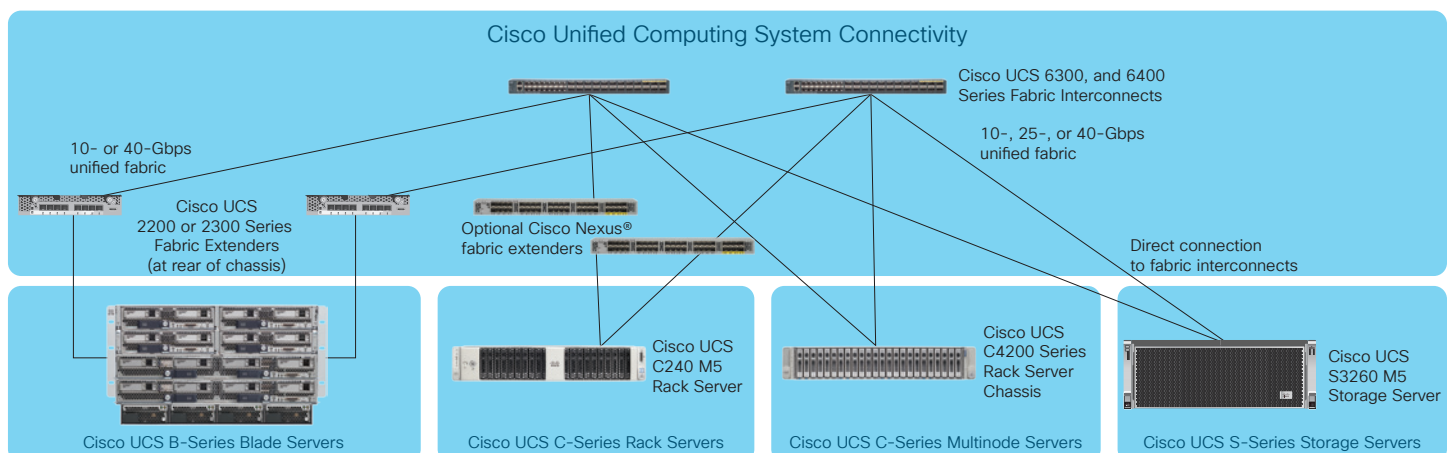 Cisco Unified Computing System Connectivity
Cisco UCS 6300, and 6400
Series Fabric Interconnects
10- or 40-Gbps
unified fabric
10-, 25-, or 40-Gbps
unified fabric
Cisco UCS
2200 or 2300 Series
Fabric Extenders
(at rear of chassis)
Optional Cisco Nexus®
fabric extenders
Direct connection
to fabric interconnects
Cisco UCS
C240 M5
Rack Server
Cisco UCS
C4200 Series
Rack Server
Chassis
Cisco UCS
S3260 M5
Storage Server
Cisco UCS B-Series Blade Servers
Cisco UCS C-Series Rack Servers
Cisco UCS C-Series Multinode Servers
Cisco UCS S-Series Storage Servers